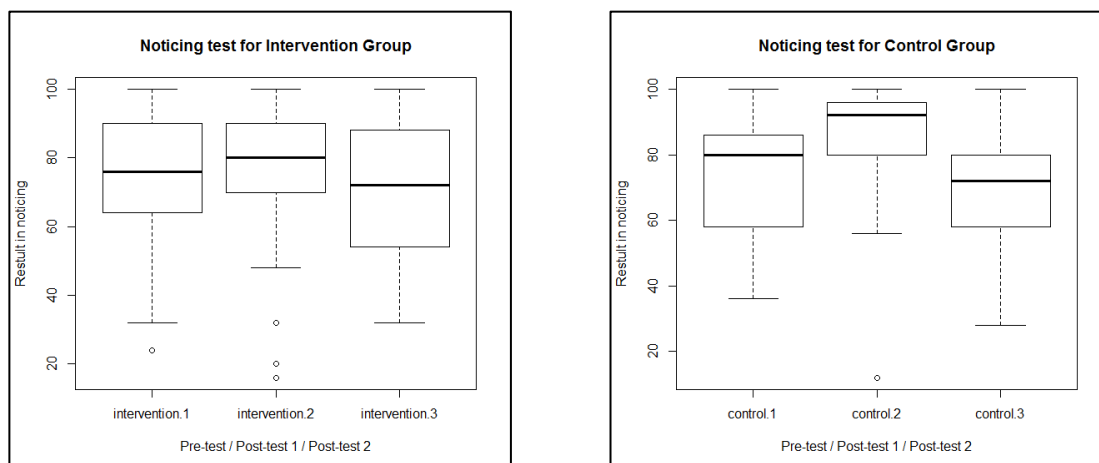 Noticing test for Intervention Group
Restult in noticing
100
80
60
40
20
intervention.1 intervention.2 intervention.3
Pre-test / Post-test 1 / Post-test 2
Noticing test for Control Group
Restult in noticing
100
80
60
40
20
control.1 control.2 control.3
Pre-test / Post-test 1 / Post-test 2